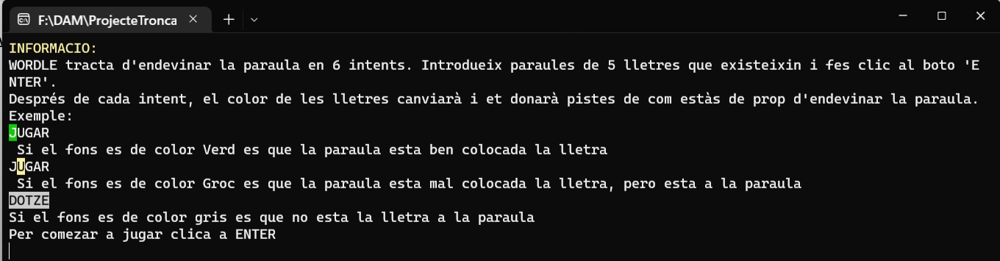 F:\DAM\ProjecteTronca
INFORMACIO:
WORDLE tracta d'endevinar la paraula en 6 intents. Introdueix paraules de 5 lletres que existeixin i fes clic al boto 'E
NTER'.
Després de cada intent, el color de les lletres canviarà i et donarà pistes de com estàs de prop d'endevinar la paraula.
Exemple:
JUGAR
Si el fons es de color Verd es que la paraula esta ben colocada la lletra
JUGAR
Si el fons es de color Groc es que la paraula esta mal colocada la lletra, pero esta a la paraula
DOTZE
Si el fons es de color gris es que no esta la lletra a la paraula
Per comezar a jugar clica a ENTER